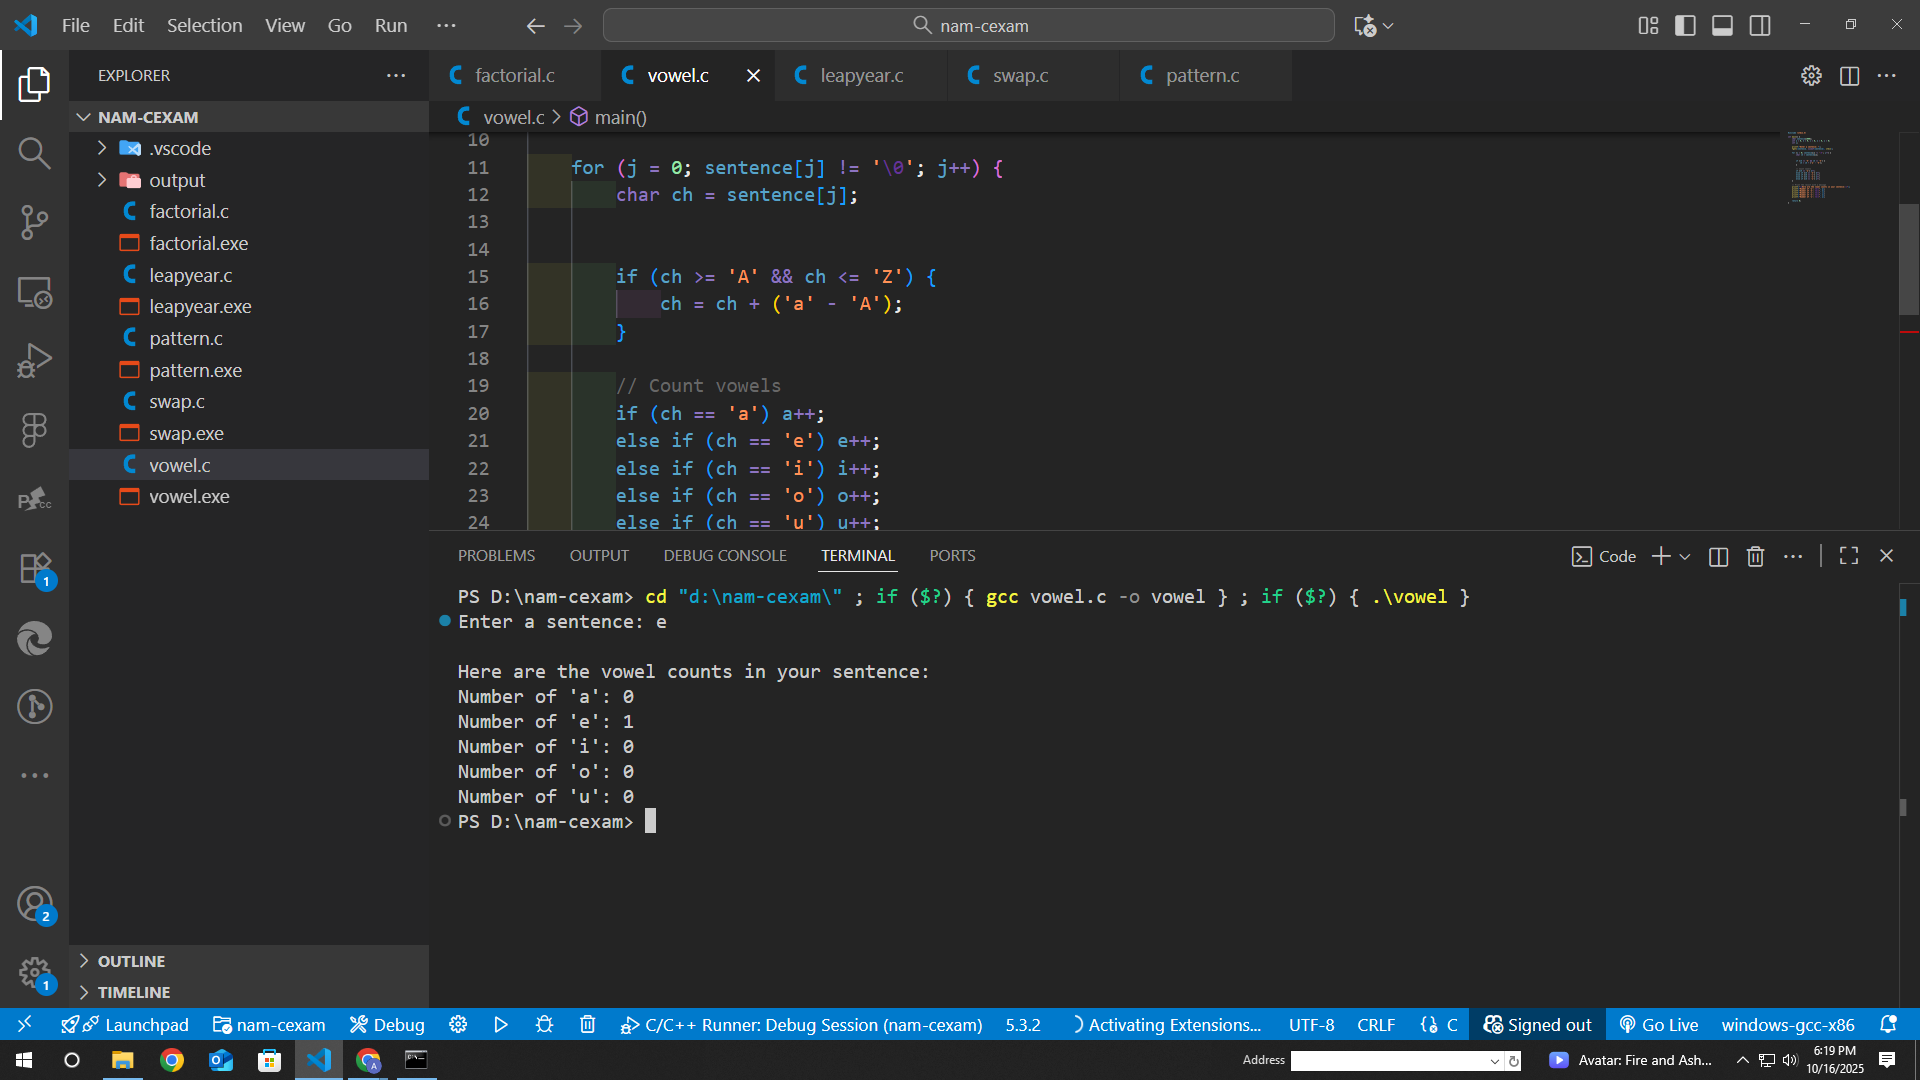 File Edit Selection View Go Run ··· nam-cexam
EXPLORER ···
NAM-CEXAM
.vscode
output
factorial.c
factorial.exe
leapyear.c
leapyear.exe
pattern.c
pattern.exe
swap.c
swap.exe
vowel.c
vowel.exe
OUTLINE
TIMELINE
P cc
1
2
1
factorial.c vowel.c leapyear.c swap.c pattern.c
vowel.c > main()
10
11 for (j = 0; sentence[j] != '\0'; j++) {
12 char ch = sentence[j];
13
14
15 if (ch >= 'A' && ch <= 'Z') {
16 ch = ch + ('a' - 'A');
17 }
18
19 // Count vowels
20 if (ch == 'a') a++;
21 else if (ch == 'e') e++;
22 else if (ch == 'i') i++;
23 else if (ch == 'o') o++;
24 else if (ch == 'u') u++;
PROBLEMS OUTPUT DEBUG CONSOLE TERMINAL PORTS Code
PS D:\nam-cexam> cd "d:\nam-cexam\" ; if ($?) { gcc vowel.c -o vowel } ; if ($?) { .\vowel }
Enter a sentence: e
Here are the vowel counts in your sentence:
Number of 'a': 0
Number of 'e': 1
Number of 'i': 0
Number of 'o': 0
Number of 'u': 0
PS D:\nam-cexam>
Launchpad nam-cexam Debug C/C++ Runner: Debug Session (nam-cexam) 5.3.2 Activating Extensions... UTF-8 CRLF {} C Signed out Go Live windows-gcc-x86
Address Avatar: Fire and Ash... 6:19 PM
10/16/2025